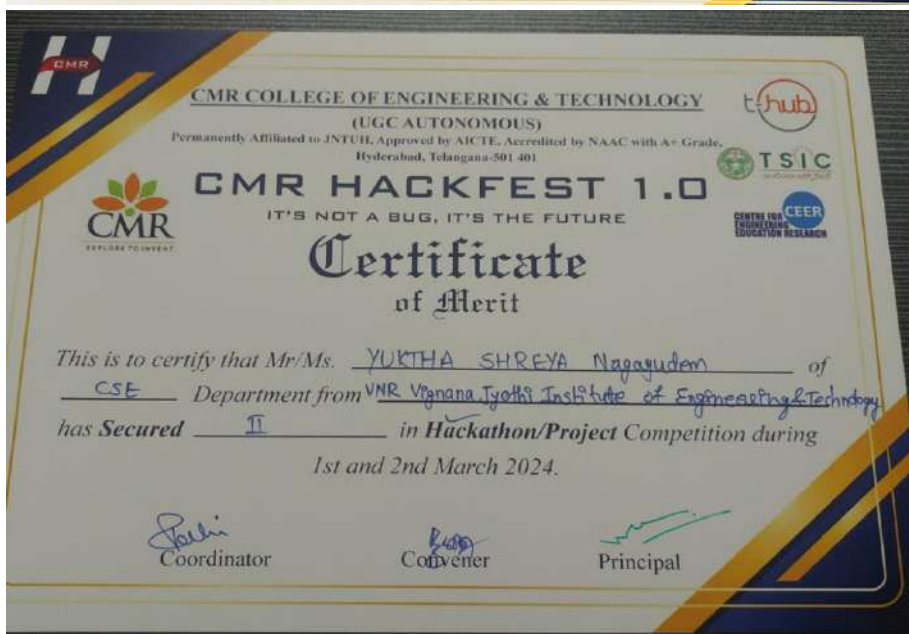 CMR
CMR COLLEGE OF ENGINEERING & TECHNOLOGY
(UGC AUTONOMOUS)
Permanently Affiliated to JNTUH, Approved by AICTE, Accredited by NAAC with A+ Grade,
Hyderabad, Telangana-501 401
t-hub
TSIC
CMR HACKFEST 1.0
IT'S NOT A BUG, IT'S THE FUTURE
CMR
EXPLORE TO INVENT
CENTRE FOR
ENGINEERING
EDUCATION RESEARCH
CEER
Certificate
of Merit
This is to certify that Mr/Ms. YUKTHA SHREYA Nagagudem of
CSE Department from VNR Vignana Jyothi Institute of Engineering & Technology
has Secured II in Hackathon/Project Competition during
1st and 2nd March 2024.
Coordinator
Convener
Principal